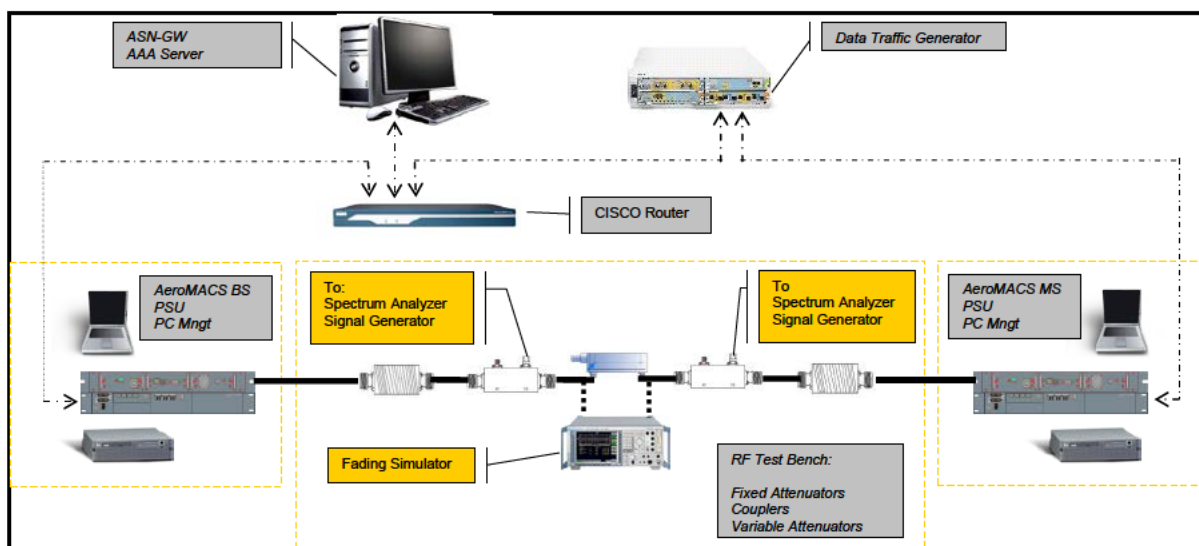 ASN-GW
AAA Server
Data Traffic Generator
CISCO Router
AeroMACS BS
PSU
PC Mngt
To:
Spectrum Analyzer
Signal Generator
To
Spectrum Analyzer
Signal Generator
AeroMACS MS
PSU
PC Mngt
Fading Simulator
RF Test Bench:
Fixed Attenuators
Couplers
Variable Attenuators